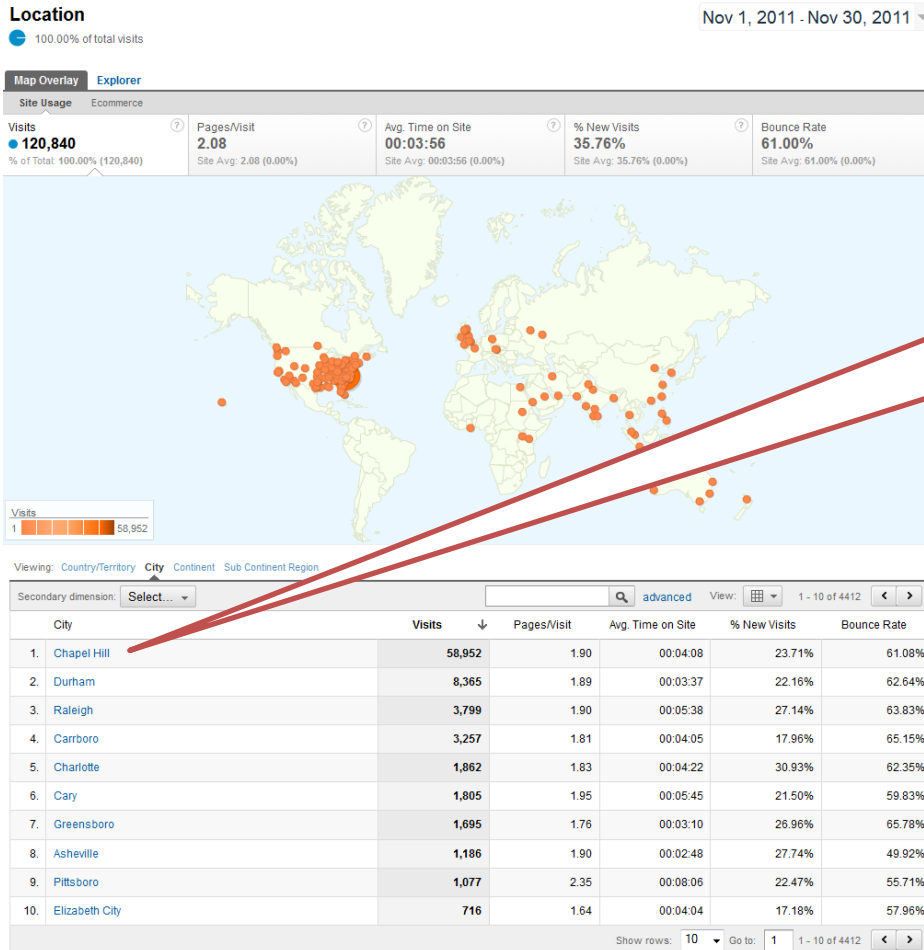 Location
Nov 1, 2011 - Nov 30, 2011
100.00% of total visits
Map Overlay Explorer
Site Usage Ecommerce
Visits ? Pages/Visit ? Avg. Time on Site ? % New Visits ? Bounce Rate
120,840 2.08 00:03:56 35.76% 61.00%
% of Total: 100.00% (120,840) Site Avg: 2.08 (0.00%) Site Avg: 00:03:56 (0.00%) Site Avg: 35.76% (0.00%) Site Avg: 61.00% (0.00%)
Visits
1 58,952
Viewing: Country/Territory City Continent Sub Continent Region
Secondary dimension: Select... advanced View: 1 - 10 of 4412
City Visits Pages/Visit Avg. Time on Site % New Visits Bounce Rate
1. Chapel Hill 58,952 1.90 00:04:08 23.71% 61.08%
2. Durham 8,365 1.89 00:03:37 22.16% 62.64%
3. Raleigh 3,799 1.90 00:05:38 27.14% 63.83%
4. Carrboro 3,257 1.81 00:04:05 17.96% 65.15%
5. Charlotte 1,862 1.83 00:04:22 30.93% 62.35%
6. Cary 1,805 1.95 00:05:45 21.50% 59.83%
7. Greensboro 1,695 1.76 00:03:10 26.96% 65.78%
8. Asheville 1,186 1.90 00:02:48 27.74% 49.92%
9. Pittsboro 1,077 2.35 00:08:06 22.47% 55.71%
10. Elizabeth City 716 1.64 00:04:04 17.18% 57.96%
Show rows: 10 Go to: 1 1 - 10 of 4412